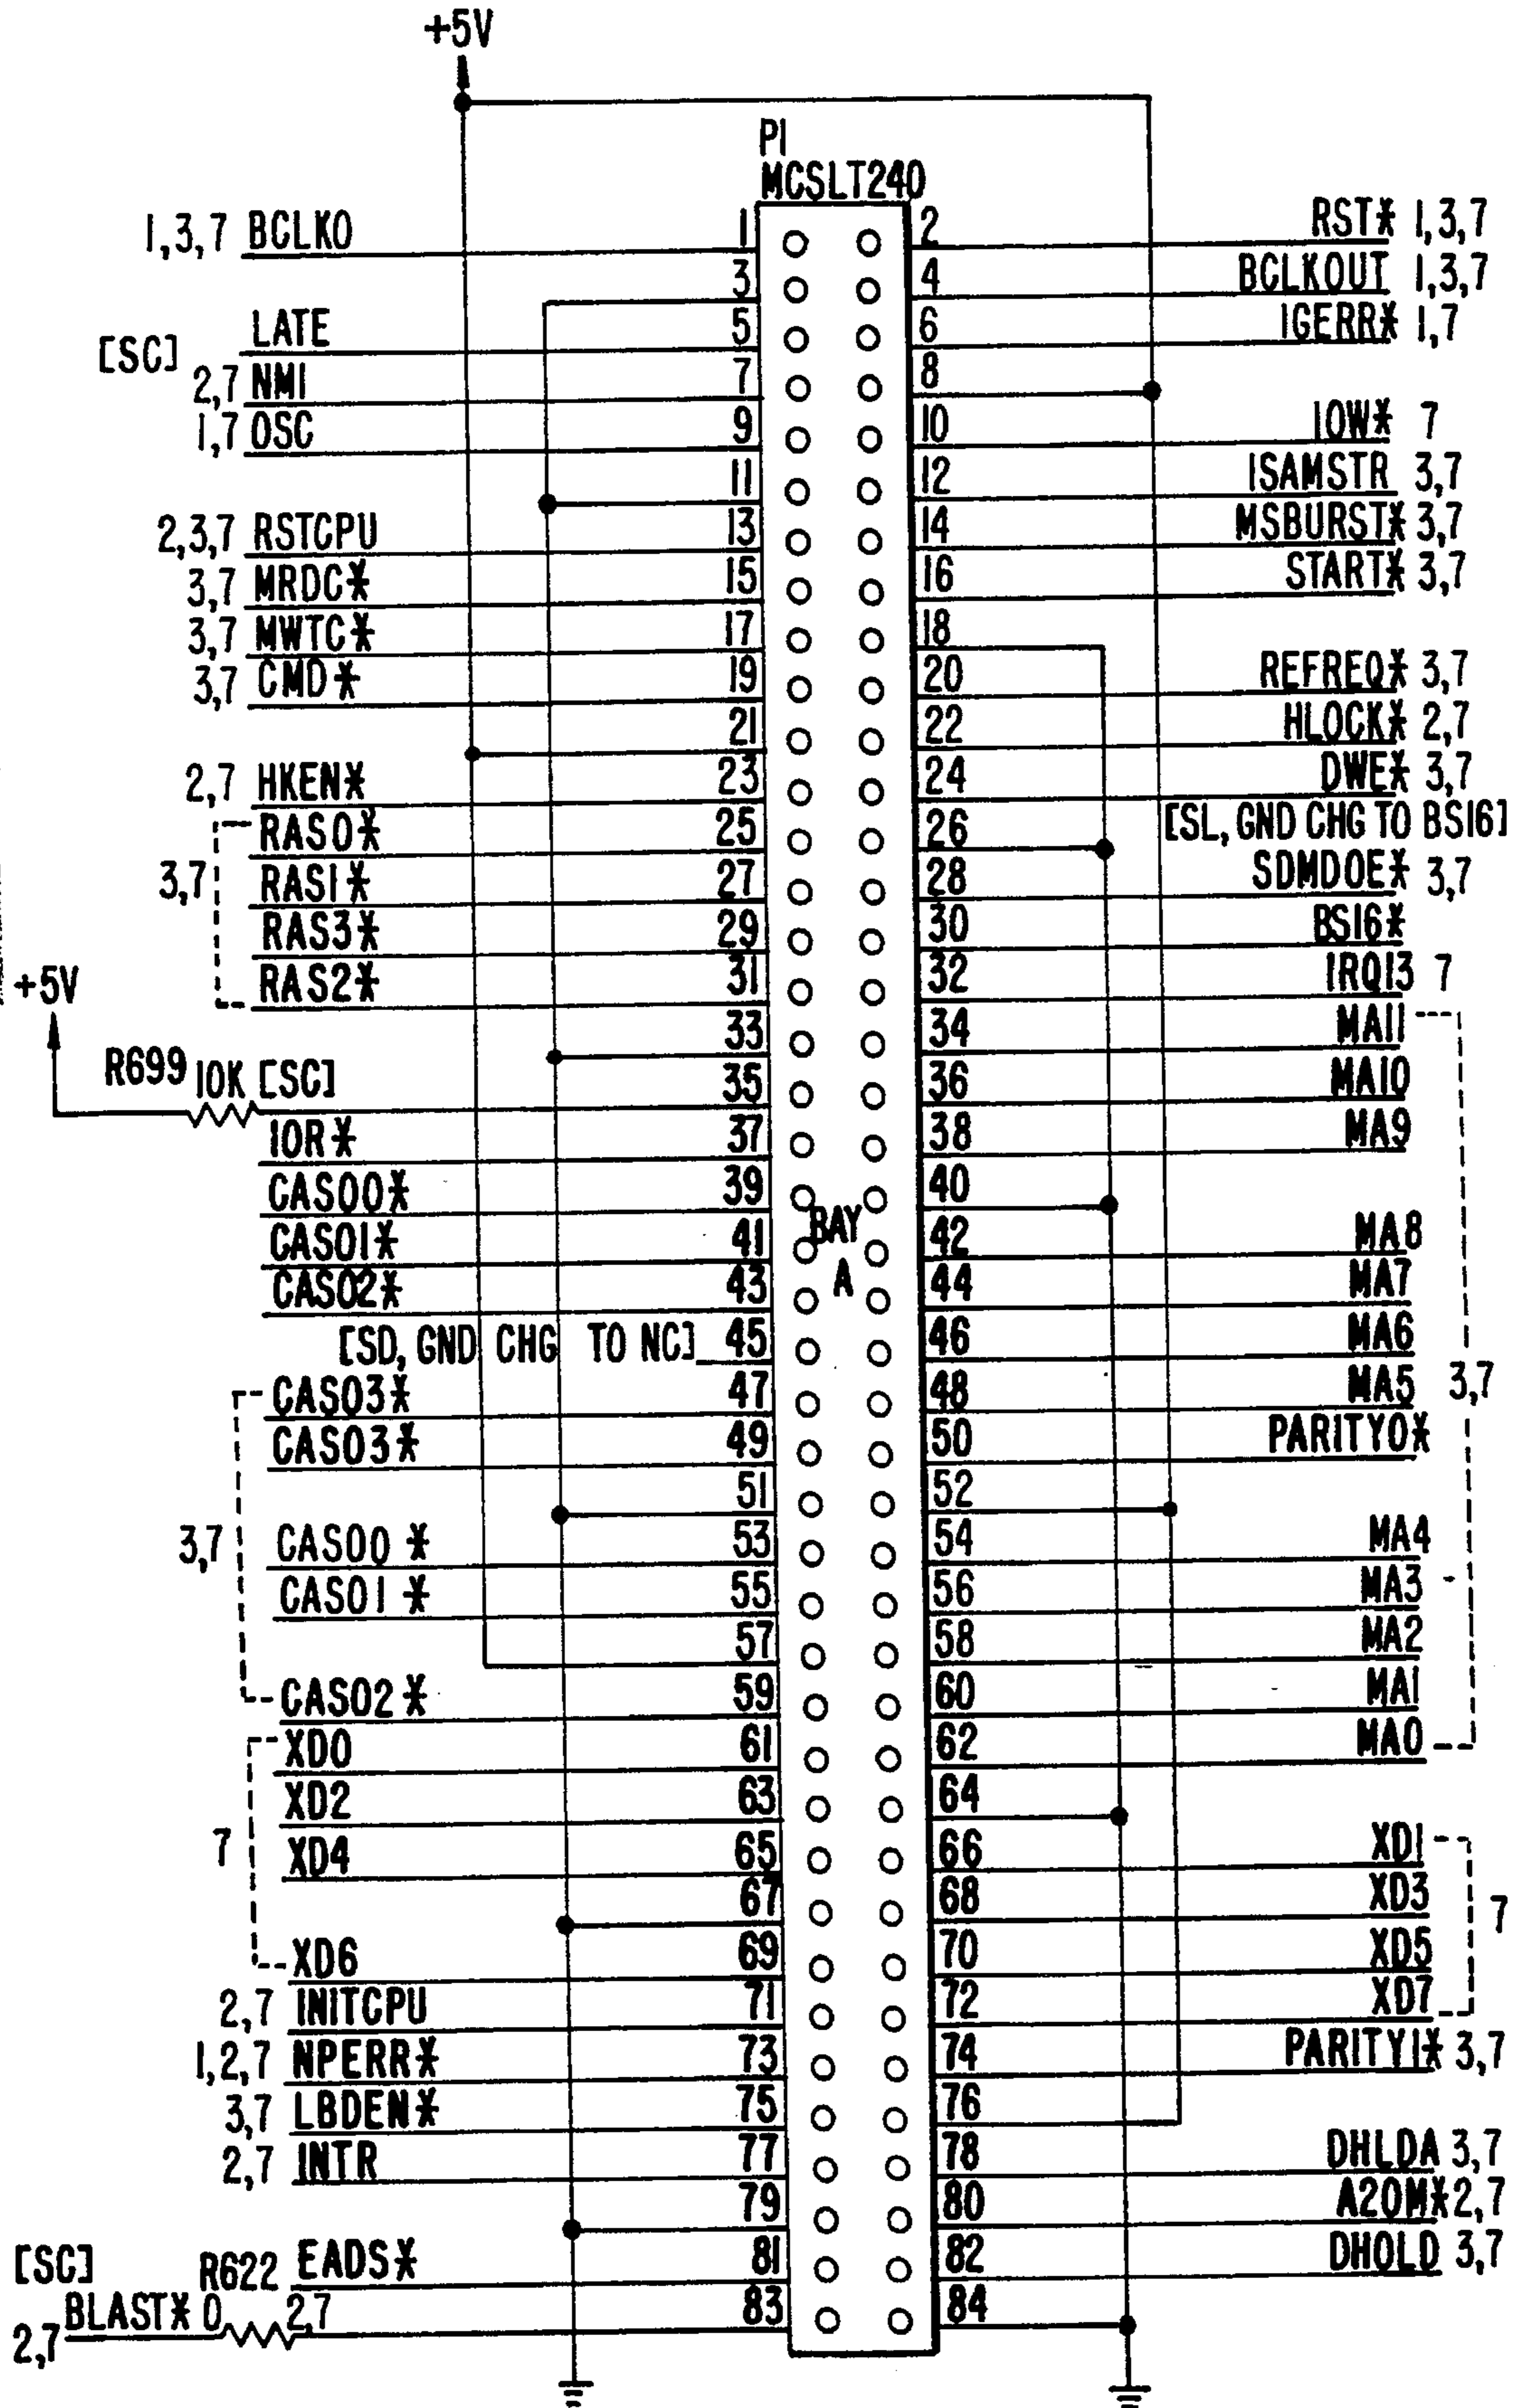 +5V
P1
MCSLT240
1,3,7 BCLKO 1 2 RST* 1,3,7
3 4 BCLKOUT 1,3,7
[SC] LATE 5 6 IGERR* 1,7
2,7 NMI 7 8
1,7 OSC 9 10 IOW* 7
11 12 ISAMSTR 3,7
2,3,7 RSTCPU 13 14 MSBURST* 3,7
3,7 MRDC* 15 16 START* 3,7
3,7 MWTC* 17 18
3,7 CMD* 19 20 REFREQ* 3,7
21 22 HLOCK* 2,7
2,7 HKEN* 23 24 DWE* 3,7
RAS0* 25 26 [SL, GND CHG TO BS16]
3,7 RAS1* 27 28 SDMDOE* 3,7
RAS3* 29 30 BS16*
+5V RAS2* 31 32 IRQ13 7
33 34 MA11
R699 10K [SC] 35 36 MA10
IOR* 37 38 MA9
CAS00* 39 40
BAY
CAS01* 41 42 MA8
A
CAS02* 43 44 MA7
[SD, GND CHG TO NC] 45 46 MA6
CAS03* 47 48 MA5 3,7
CAS03* 49 50 PARITY0*
51 52
3,7 CAS00 * 53 54 MA4
CAS01 * 55 56 MA3
57 58 MA2
CAS02 * 59 60 MA1
XD0 61 62 MA0
XD2 63 64
7 XD4 65 66 XD1
67 68 XD3 7
XD6 69 70 XD5
2,7 INITCPU 71 72 XD7
1,2,7 NPERR* 73 74 PARITY1* 3,7
3,7 LBDEN* 75 76
2,7 INTR 77 78 DHLDA 3,7
79 80 A20M* 2,7
[SC] R622 EADS* 81 82 DHOLD 3,7
2,7 BLAST* 0 2,7 83 84